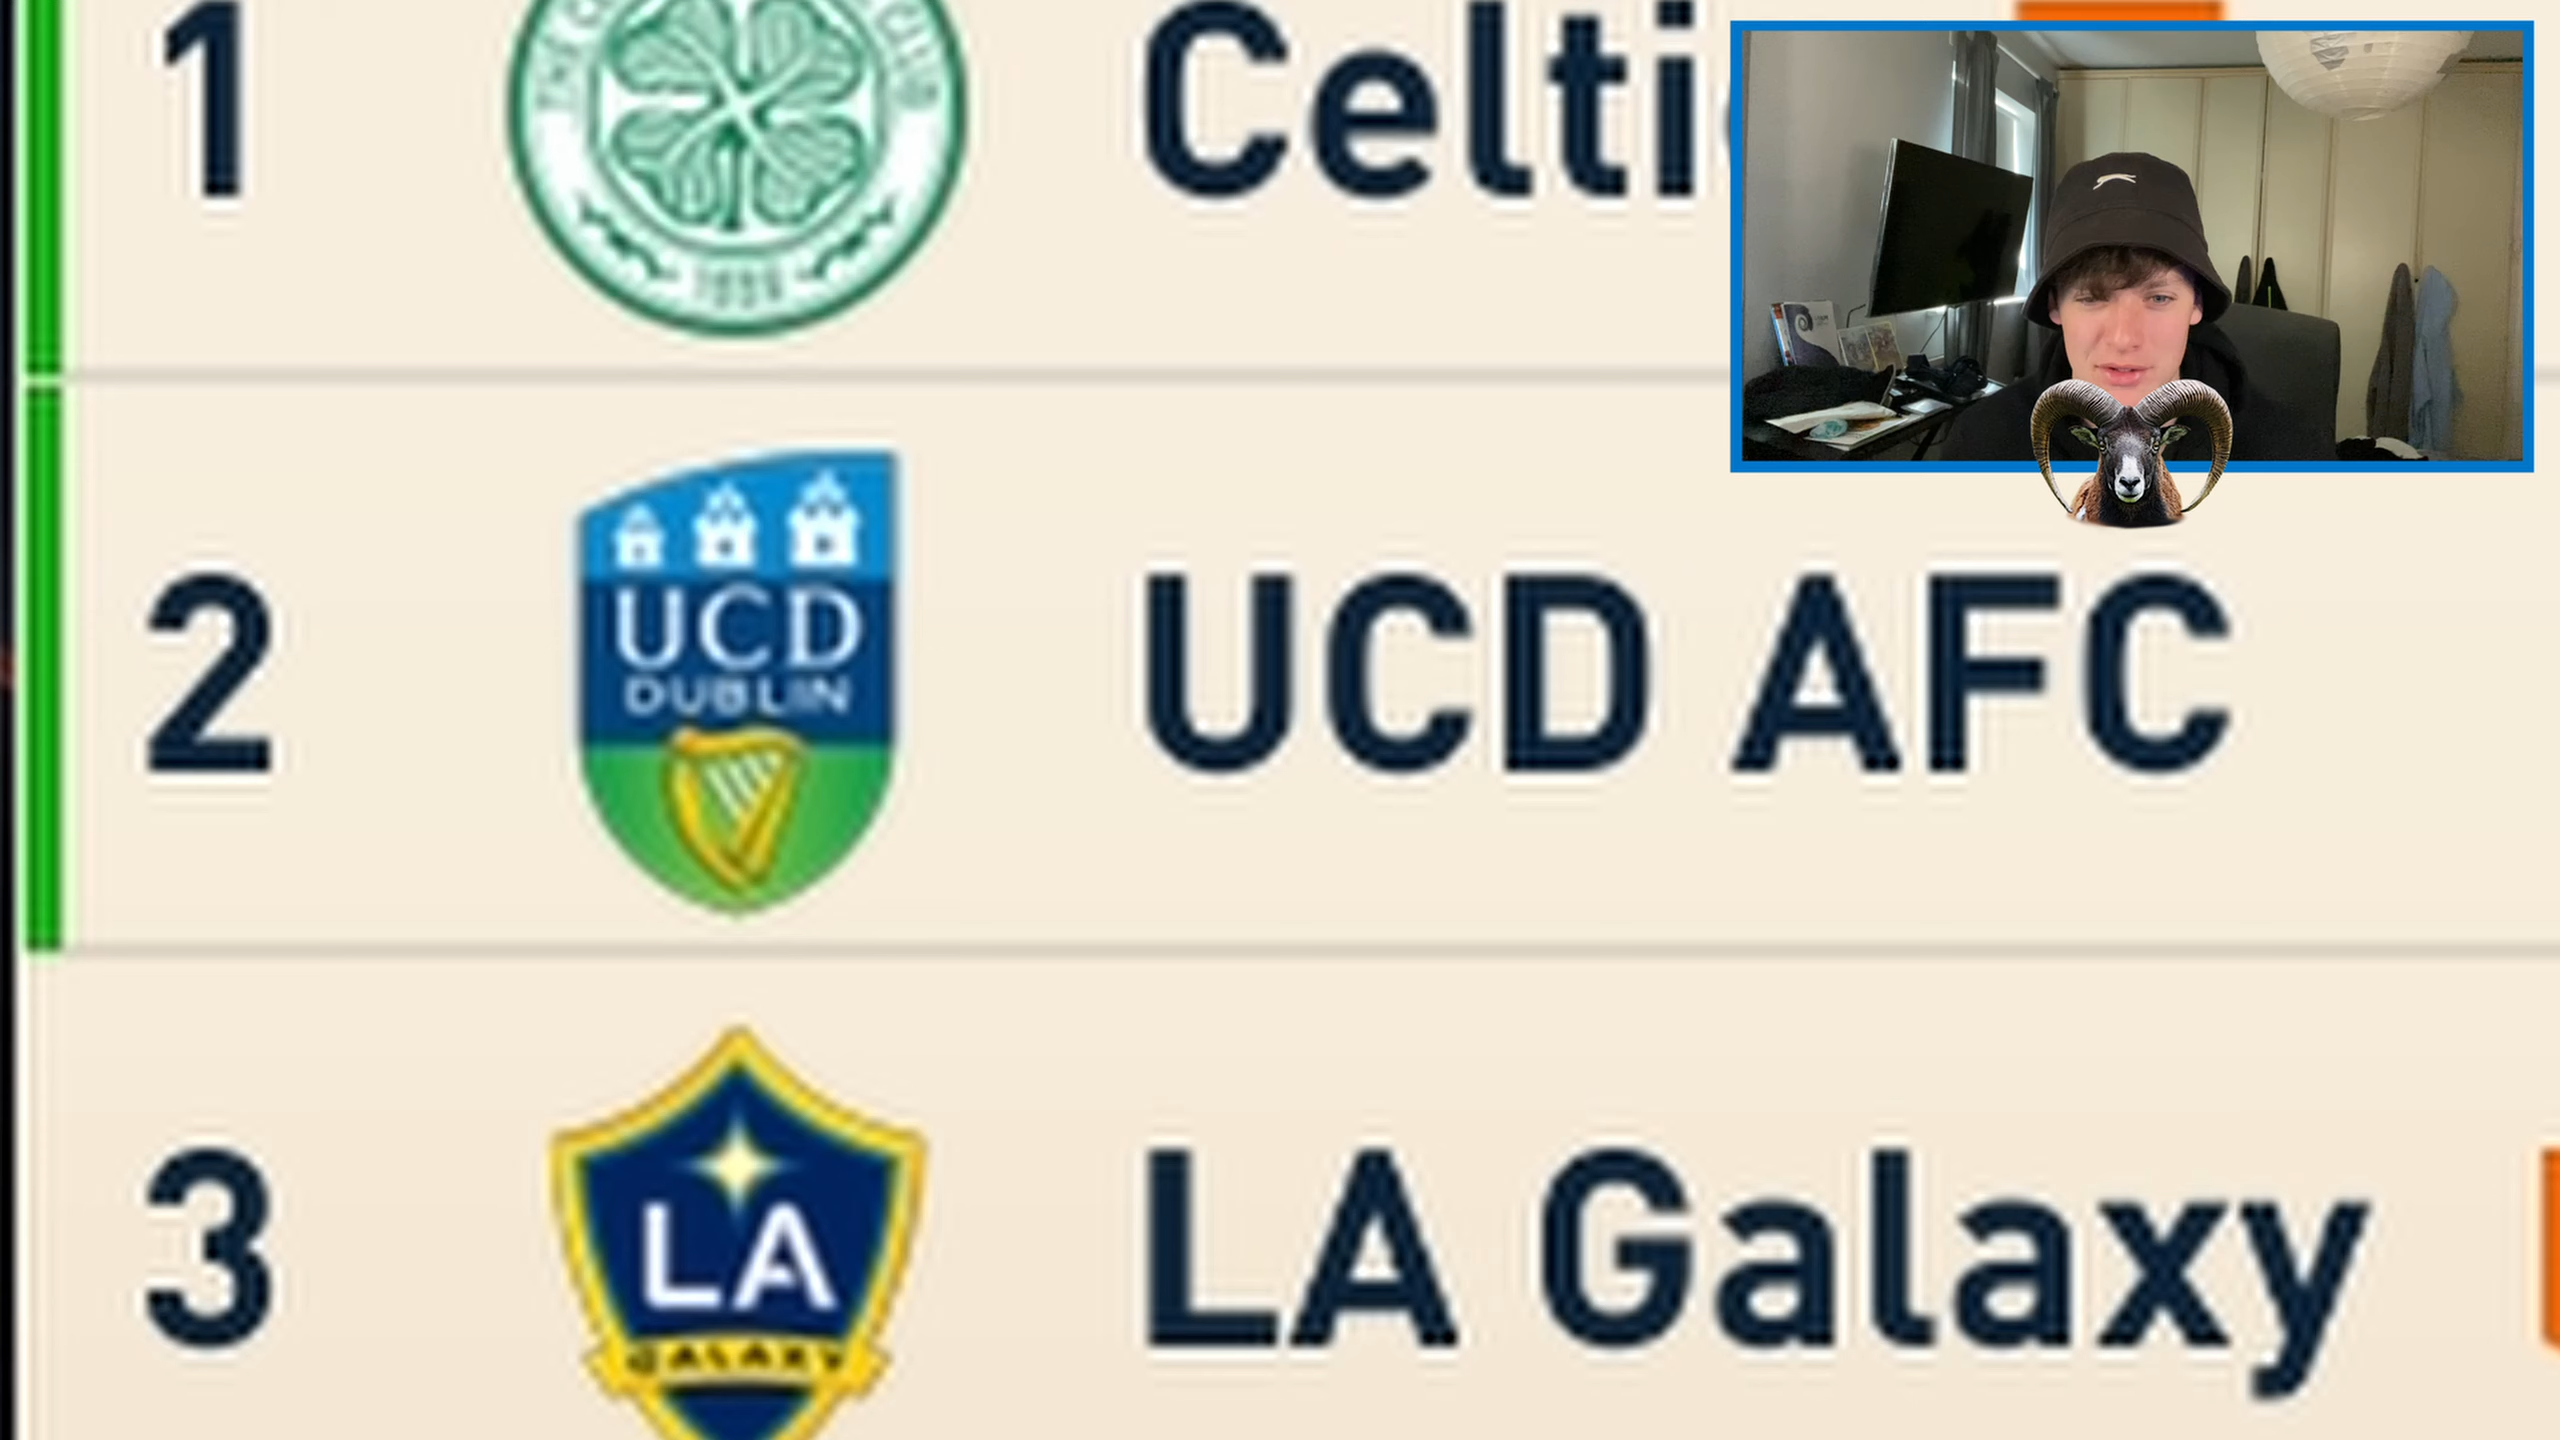 1 Celti
2 UCD AFC
UCD
DUBLIN
3 LA Galaxy
LA
GALAXY